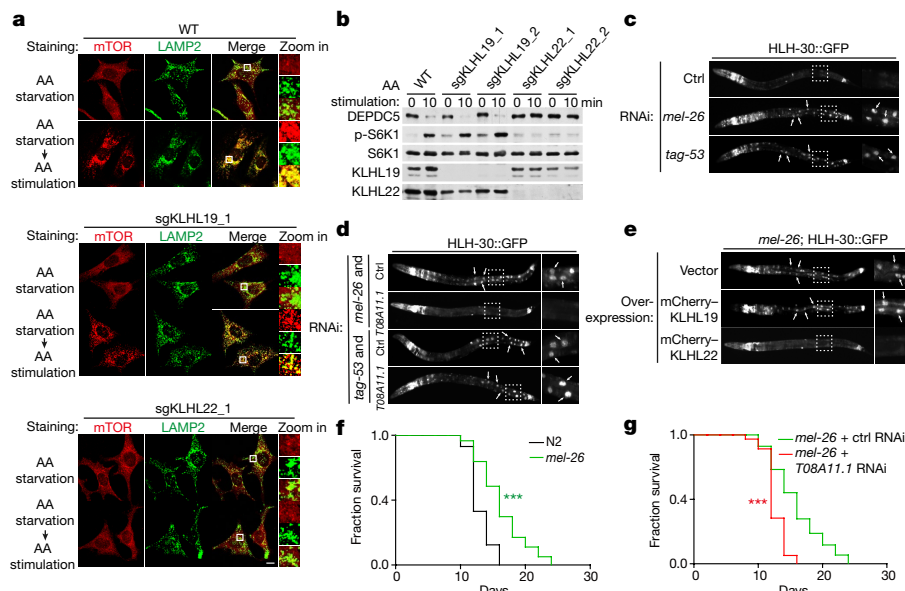 a
WT
Staining: mTOR LAMP2 Merge Zoom in
AA starvation
AA starvation
AA stimulation
sgKLHL19_1
Staining: mTOR LAMP2 Merge Zoom in
AA starvation
AA starvation
AA stimulation
sgKLHL22_1
Staining: mTOR LAMP2 Merge Zoom in
AA starvation
AA starvation
AA stimulation
b
WT sgKLHL19_1 sgKLHL19_2 sgKLHL22_1 sgKLHL22_2
AA stimulation: 0 10 0 10 0 10 0 10 0 10 min
DEPDC5
p-S6K1
S6K1
KLHL19
KLHL22
c
HLH-30::GFP
RNAi:
Ctrl
mel-26
tag-53
d
HLH-30::GFP
RNAi:
mel-26 and
Ctrl
T08A11.1
tag-53 and
Ctrl
T08A11.1
e
mel-26; HLH-30::GFP
Over-expression:
Vector
mCherry–KLHL19
mCherry–KLHL22
f
Fraction survival
1.0
0.4
0.0
0 10 20 30
Days
N2
mel-26
***
g
Fraction survival
1.0
0.4
0.0
0 10 20 30
Days
mel-26 + ctrl RNAi
mel-26 +
T08A11.1 RNAi
***